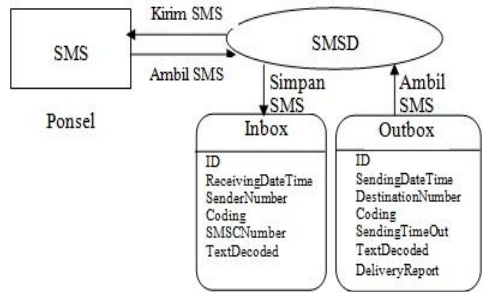 Kirim SMS
SMS
SMSD
Ambil SMS
Ponsel
Simpan
SMS
Ambil
SMS
Inbox
ID
ReceivingDateTime
SenderNumber
Coding
SMSCNumber
TextDecoded
Outbox
ID
SendingDateTime
DestinationNumber
Coding
SendingTimeOut
TextDecoded
DeliveryReport